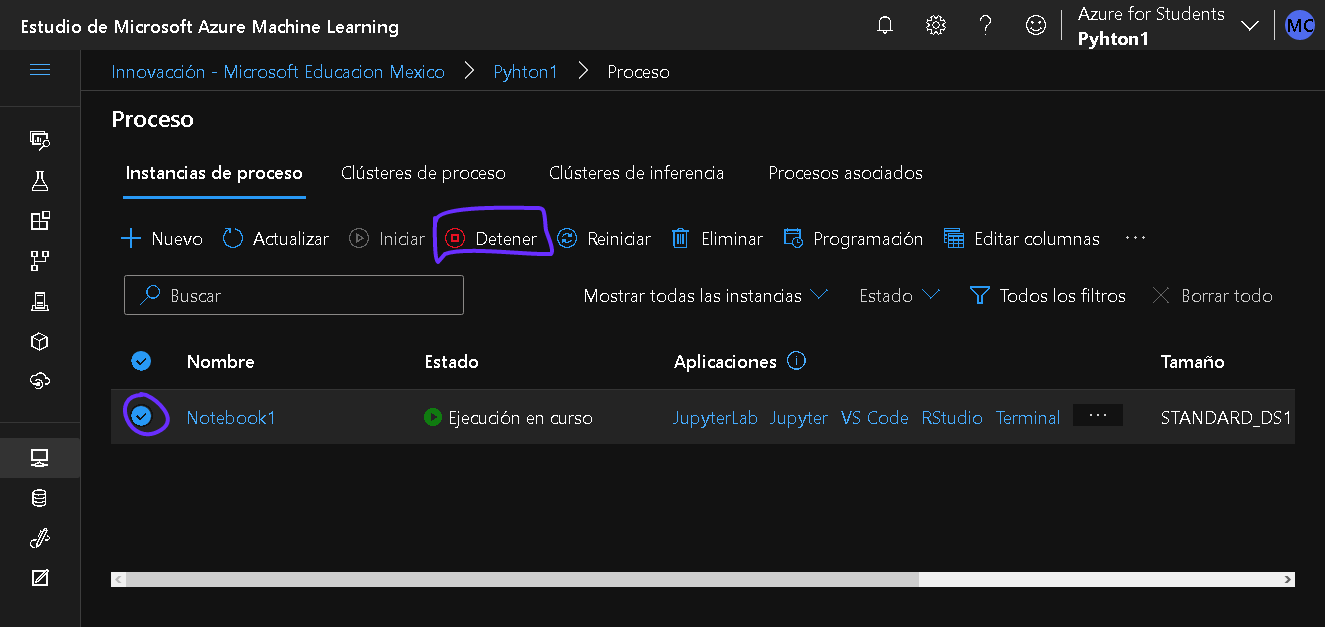 Estudio de Microsoft Azure Machine Learning
Azure for Students
Pyhton1
MC
Innovacción - Microsoft Educacion Mexico > Pyhton1 > Proceso
Proceso
Instancias de proceso Clústeres de proceso Clústeres de inferencia Procesos asociados
Nuevo Actualizar Iniciar Detener Reiniciar Eliminar Programación Editar columnas ...
Buscar Mostrar todas las instancias Estado Todos los filtros Borrar todo
Nombre Estado Aplicaciones Tamaño
Notebook1 Ejecución en curso JupyterLab Jupyter VS Code RStudio Terminal ... STANDARD_DS1